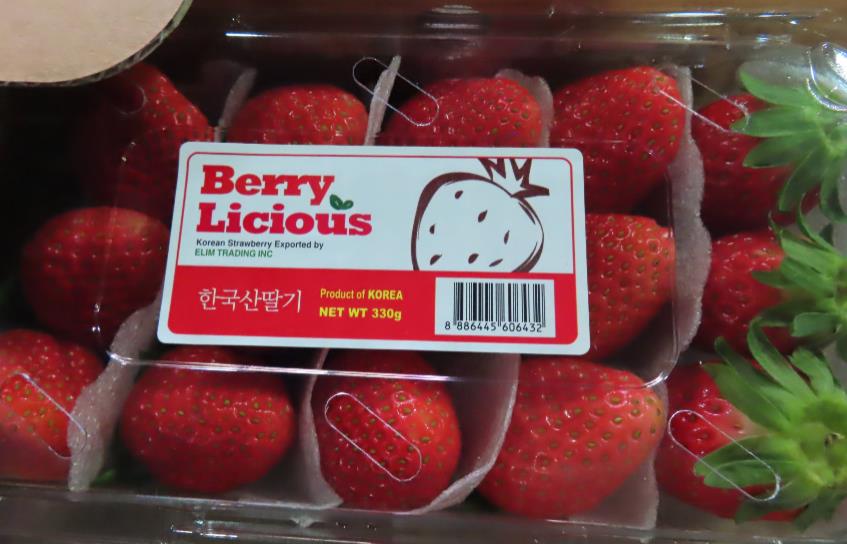 Berry
Licious
Korean Strawberry Exported by
ELIM TRADING INC
한국산딸기
Product of KOREA
NET WT 330g
8 886445 606432